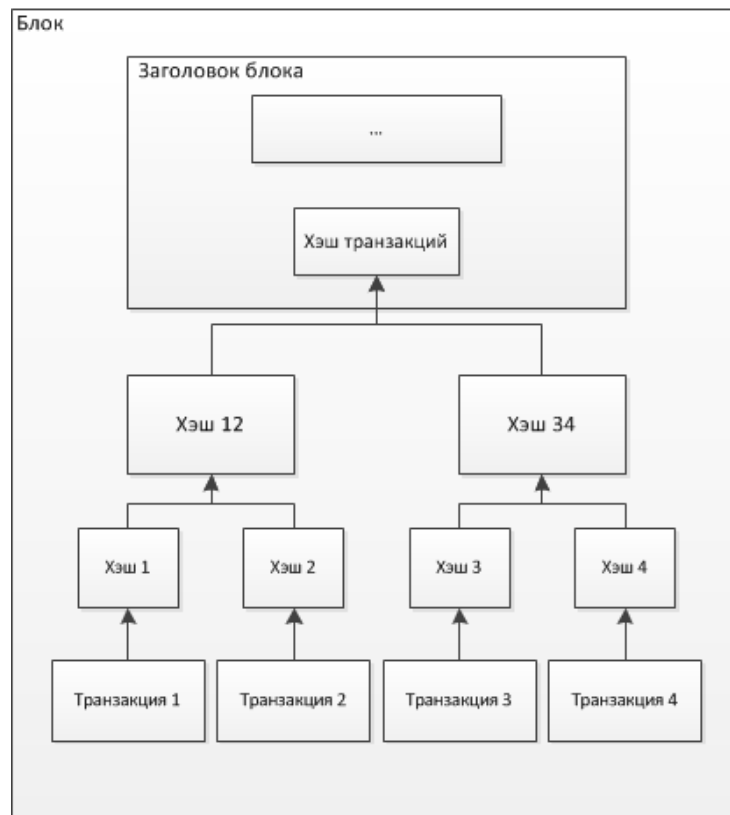 Блок
Заголовок блока
...
Хэш транзакций
Хэш 12
Хэш 34
Хэш 1
Хэш 2
Хэш 3
Хэш 4
Транзакция 1
Транзакция 2
Транзакция 3
Транзакция 4